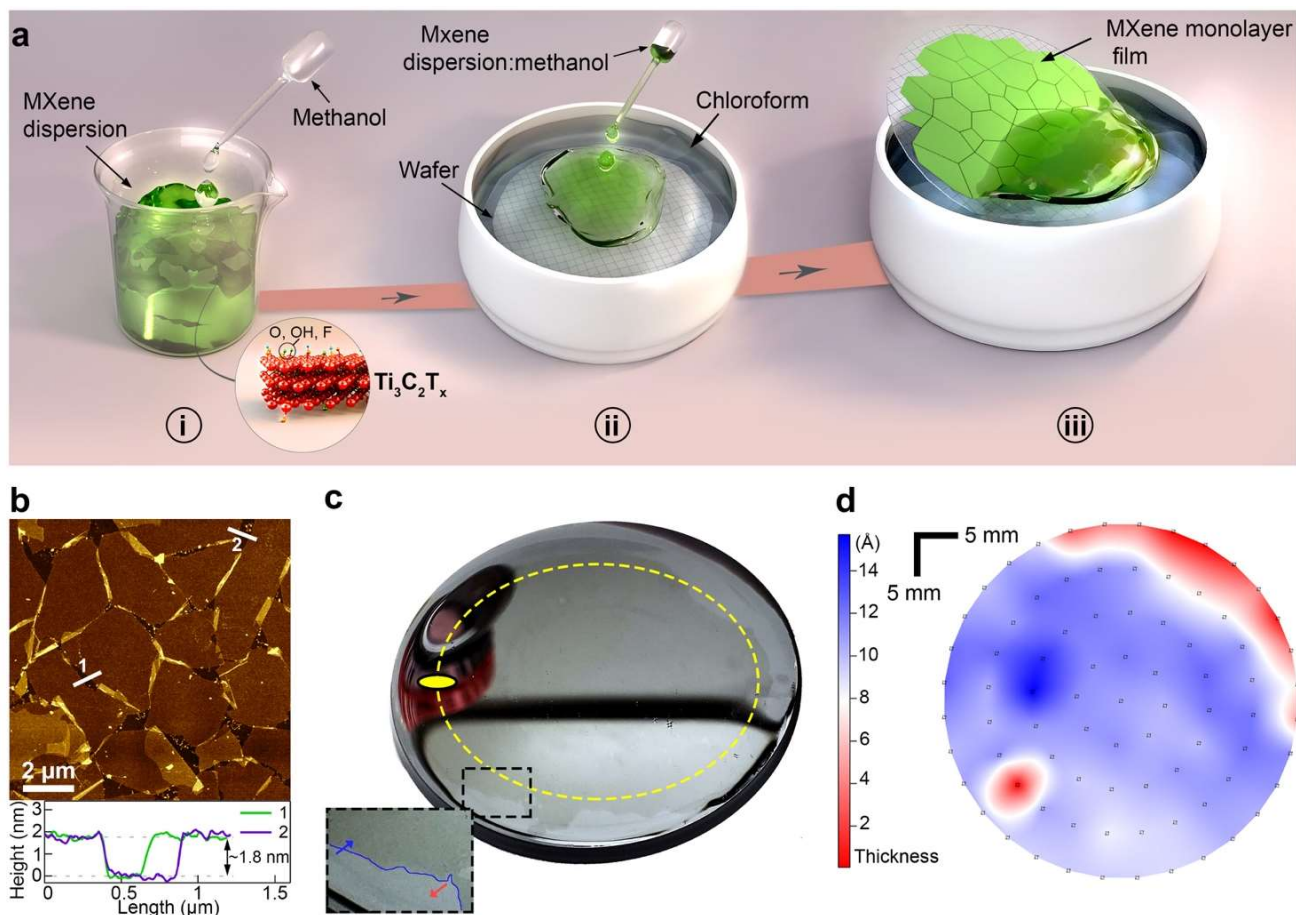 a
MXene
dispersion
Methanol
O, OH, F
Ti₃C₂Tₓ
i
Mxene
dispersion:methanol
Chloroform
Wafer
ii
MXene monolayer
film
iii
b
1
2
2 μm
Height (nm)
3
2
1
0
1
2
~1.8 nm
0
0.5
1
1.5
Length (μm)
c
d
(Å)
14
12
10
8
6
4
2
Thickness
5 mm
5 mm